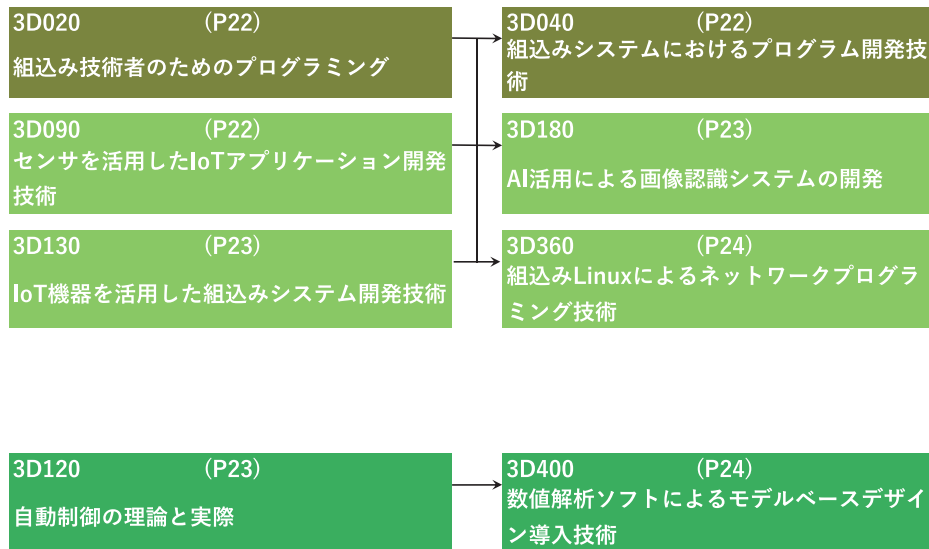 3D020 (P22)
組込み技術者のためのプログラミング
3D040 (P22)
組込みシステムにおけるプログラム開発技
術
3D090 (P22)
センサを活用したIoTアプリケーション開発
技術
3D180 (P23)
AI活用による画像認識システムの開発
3D130 (P23)
IoT機器を活用した組込みシステム開発技術
3D360 (P24)
組込みLinuxによるネットワークプログラ
ミング技術
3D120 (P23)
自動制御の理論と実際
3D400 (P24)
数値解析ソフトによるモデルベースデザイ
ン導入技術